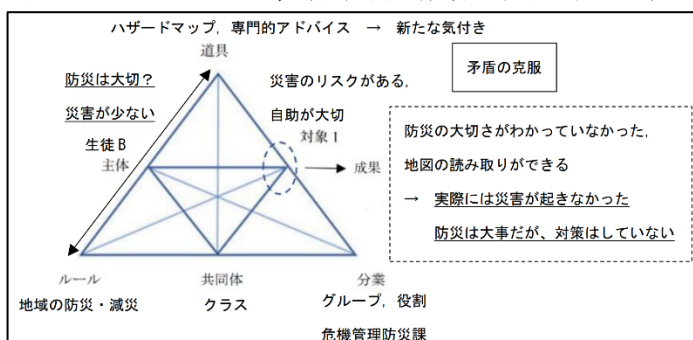 ハザードマップ，専門的アドバイス　→　新たな気付き
道具
防災は大切？
災害が少ない
災害のリスクがある，
自助が大切
矛盾の克服
生徒B
主体
対象1
成果
防災の大切さがわかっていなかった，
地図の読み取りができる
→　実際には災害が起きなかった
防災は大事だが、対策はしていない
ルール
共同体
分業
地域の防災・減災
クラス
グループ，役割
危機管理防災課